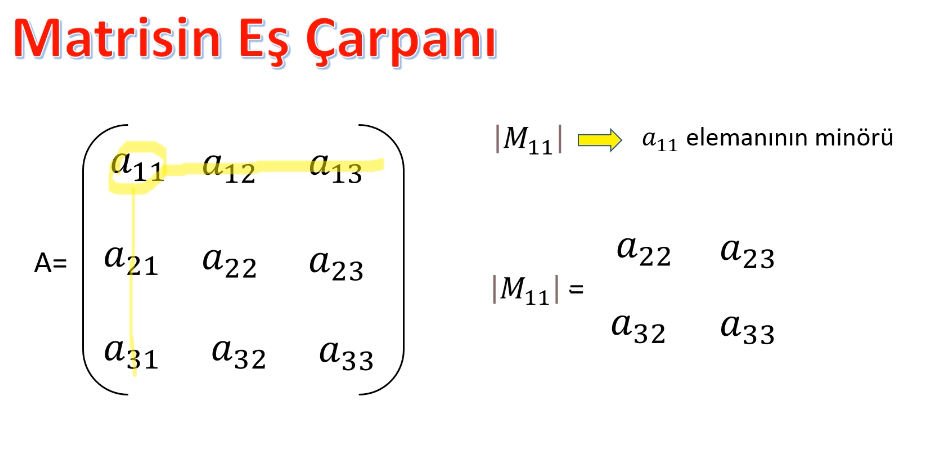 Matrisin Eş Çarpanı
|M₁₁| a₁₁ elemanının minörü
a₁₁ a₁₂ a₁₃
A= a₂₁ a₂₂ a₂₃
a₃₁ a₃₂ a₃₃
a₂₂ a₂₃
|M₁₁| =
a₃₂ a₃₃